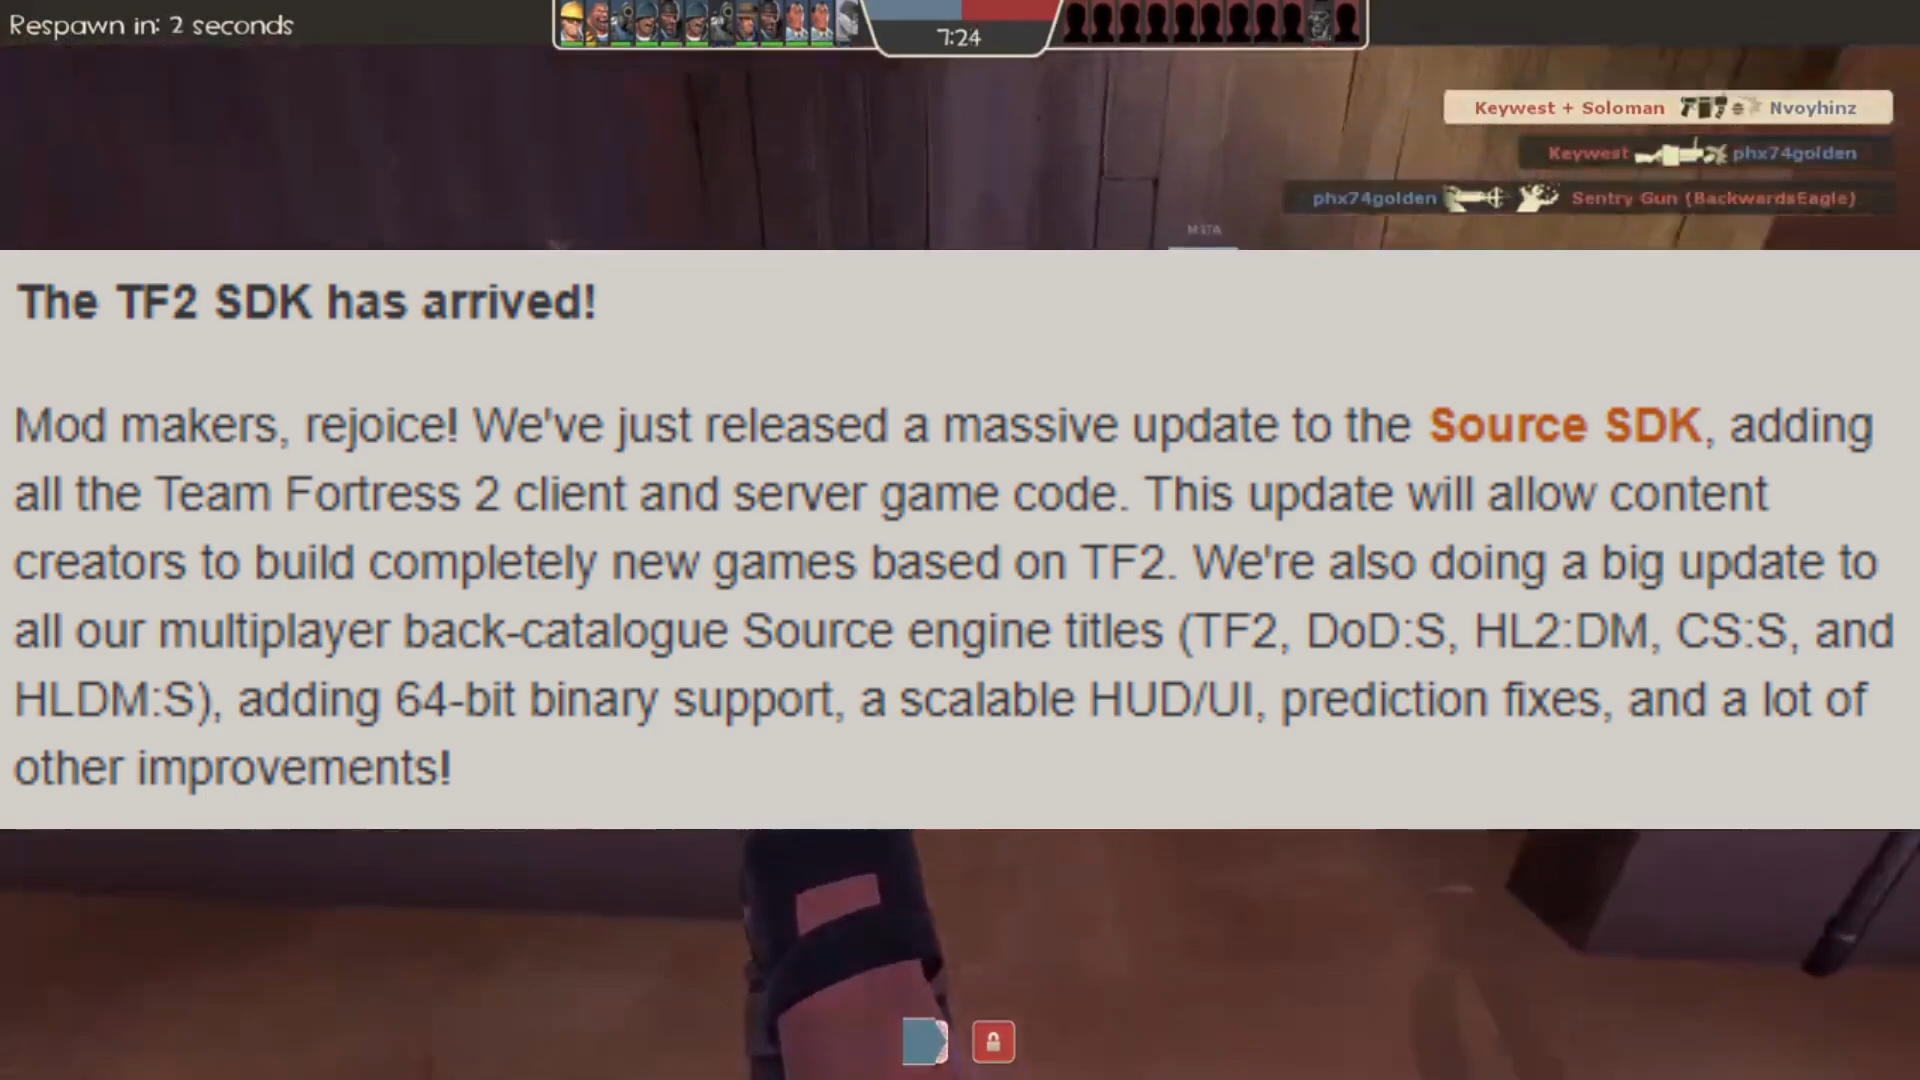 Respawn in: 2 seconds
7:24
Keywest + Soloman Nvoyhinz
Keywest phx74golden
phx74golden Sentry Gun (BackwardsEagle)
The TF2 SDK has arrived!
Mod makers, rejoice! We've just released a massive update to the Source SDK, adding
all the Team Fortress 2 client and server game code. This update will allow content
creators to build completely new games based on TF2. We're also doing a big update to
all our multiplayer back-catalogue Source engine titles (TF2, DoD:S, HL2:DM, CS:S, and
HLDM:S), adding 64-bit binary support, a scalable HUD/UI, prediction fixes, and a lot of
other improvements!